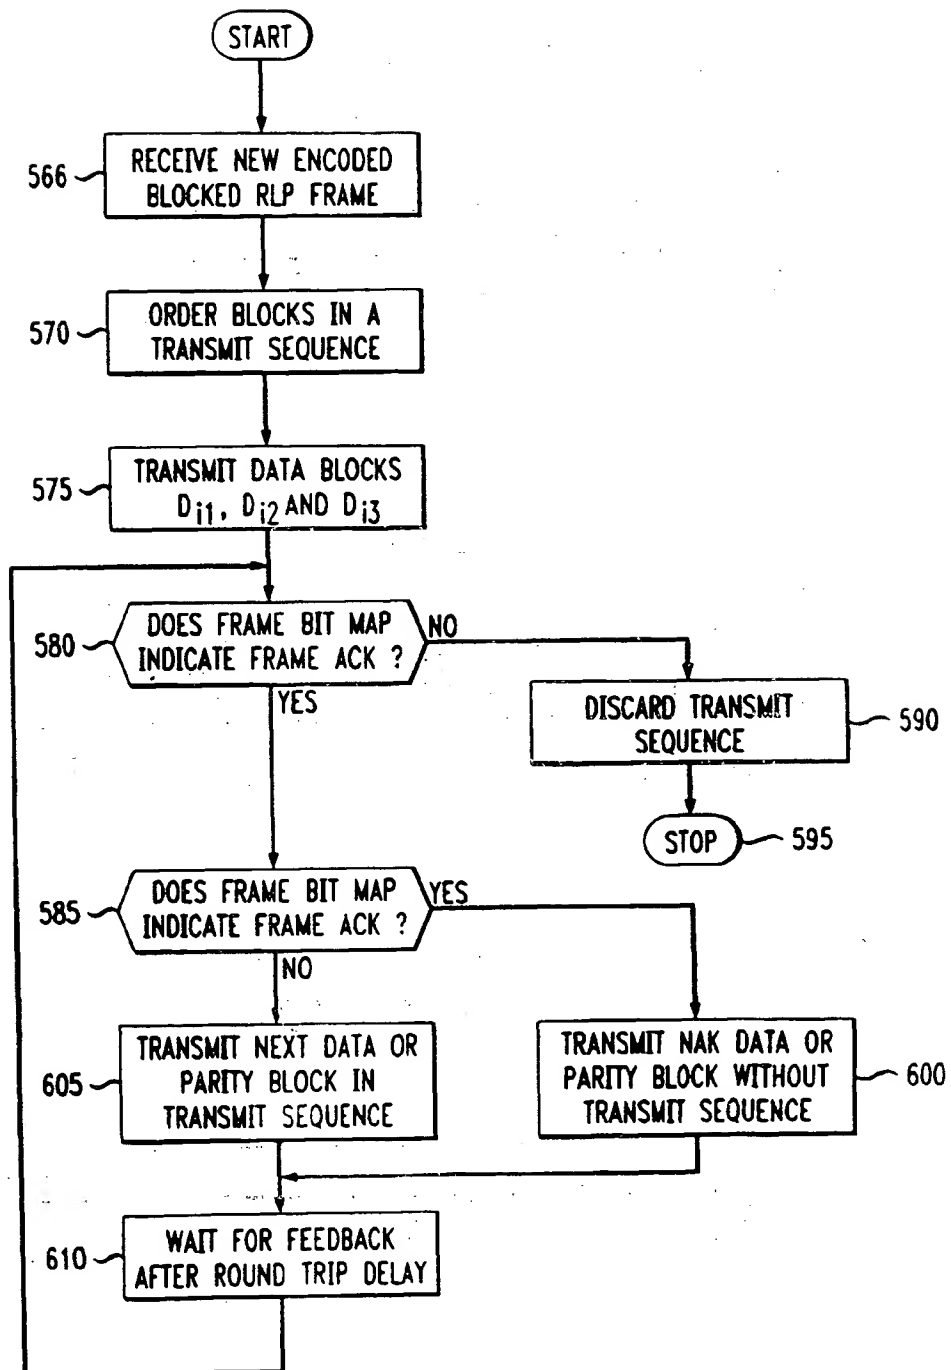 START
566
RECEIVE NEW ENCODED
BLOCKED RLP FRAME
570
ORDER BLOCKS IN A
TRANSMIT SEQUENCE
575
TRANSMIT DATA BLOCKS
Di1, Di2 AND Di3
580
DOES FRAME BIT MAP
INDICATE FRAME ACK ?
NO
YES
DISCARD TRANSMIT
SEQUENCE
590
STOP
595
585
DOES FRAME BIT MAP
INDICATE FRAME ACK ?
YES
NO
605
TRANSMIT NEXT DATA OR
PARITY BLOCK IN
TRANSMIT SEQUENCE
TRANSMIT NAK DATA OR
PARITY BLOCK WITHOUT
TRANSMIT SEQUENCE
600
610
WAIT FOR FEEDBACK
AFTER ROUND TRIP DELAY